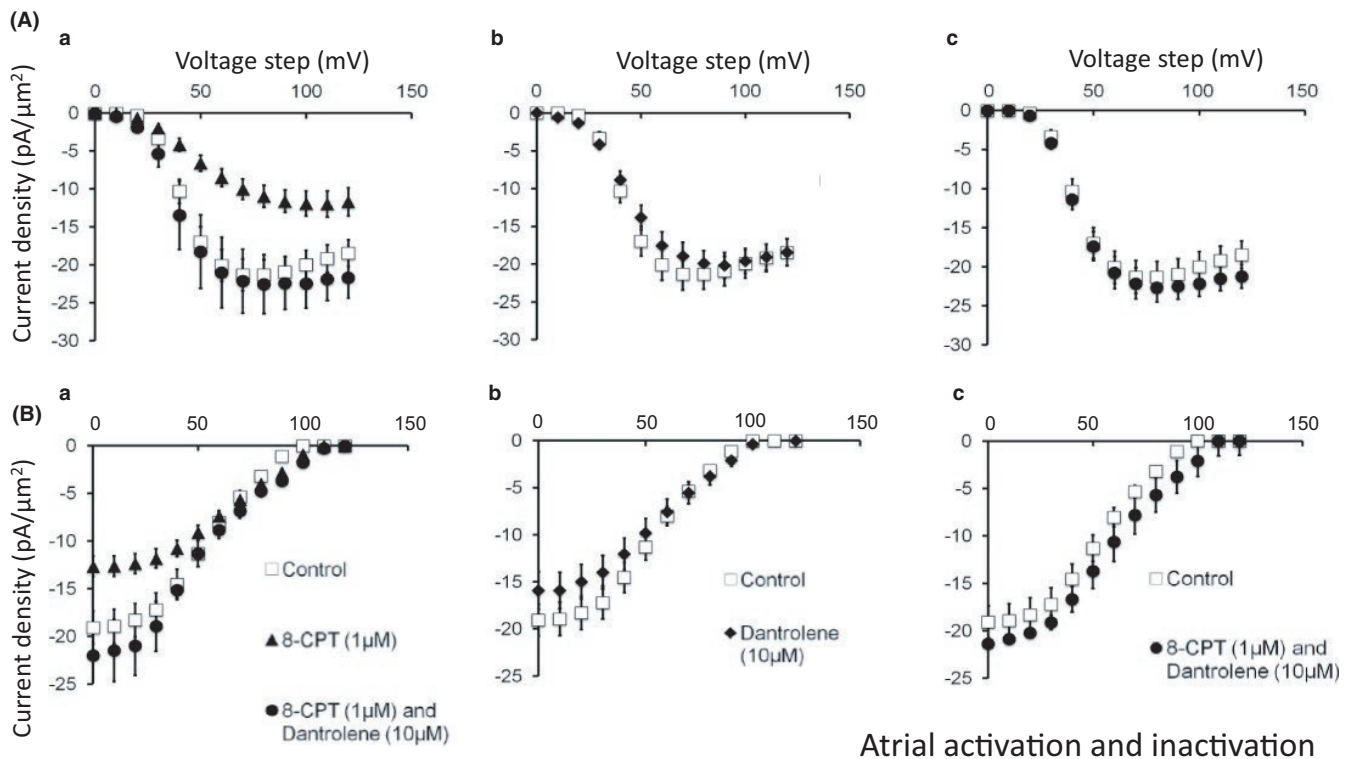 (A)
a
b
c
Voltage step (mV)
Voltage step (mV)
Voltage step (mV)
0 50 100 150
0 50 100 150
0 50 100 150
Current density (pA/μm²)
0
-5
-10
-15
-20
-25
-30
0
-5
-10
-15
-20
-25
-30
0
-5
-10
-15
-20
-25
-30
(B)
a
b
c
0 50 100 150
0 50 100 150
0 50 100 150
Current density (pA/μm²)
0
-5
-10
-15
-20
-25
Control
8-CPT (1μM)
8-CPT (1μM) and
Dantrolene (10μM)
0
-5
-10
-15
-20
-25
Control
Dantrolene
(10μM)
0
-5
-10
-15
-20
-25
Control
8-CPT (1μM) and
Dantrolene (10μM)
Atrial activation and inactivation